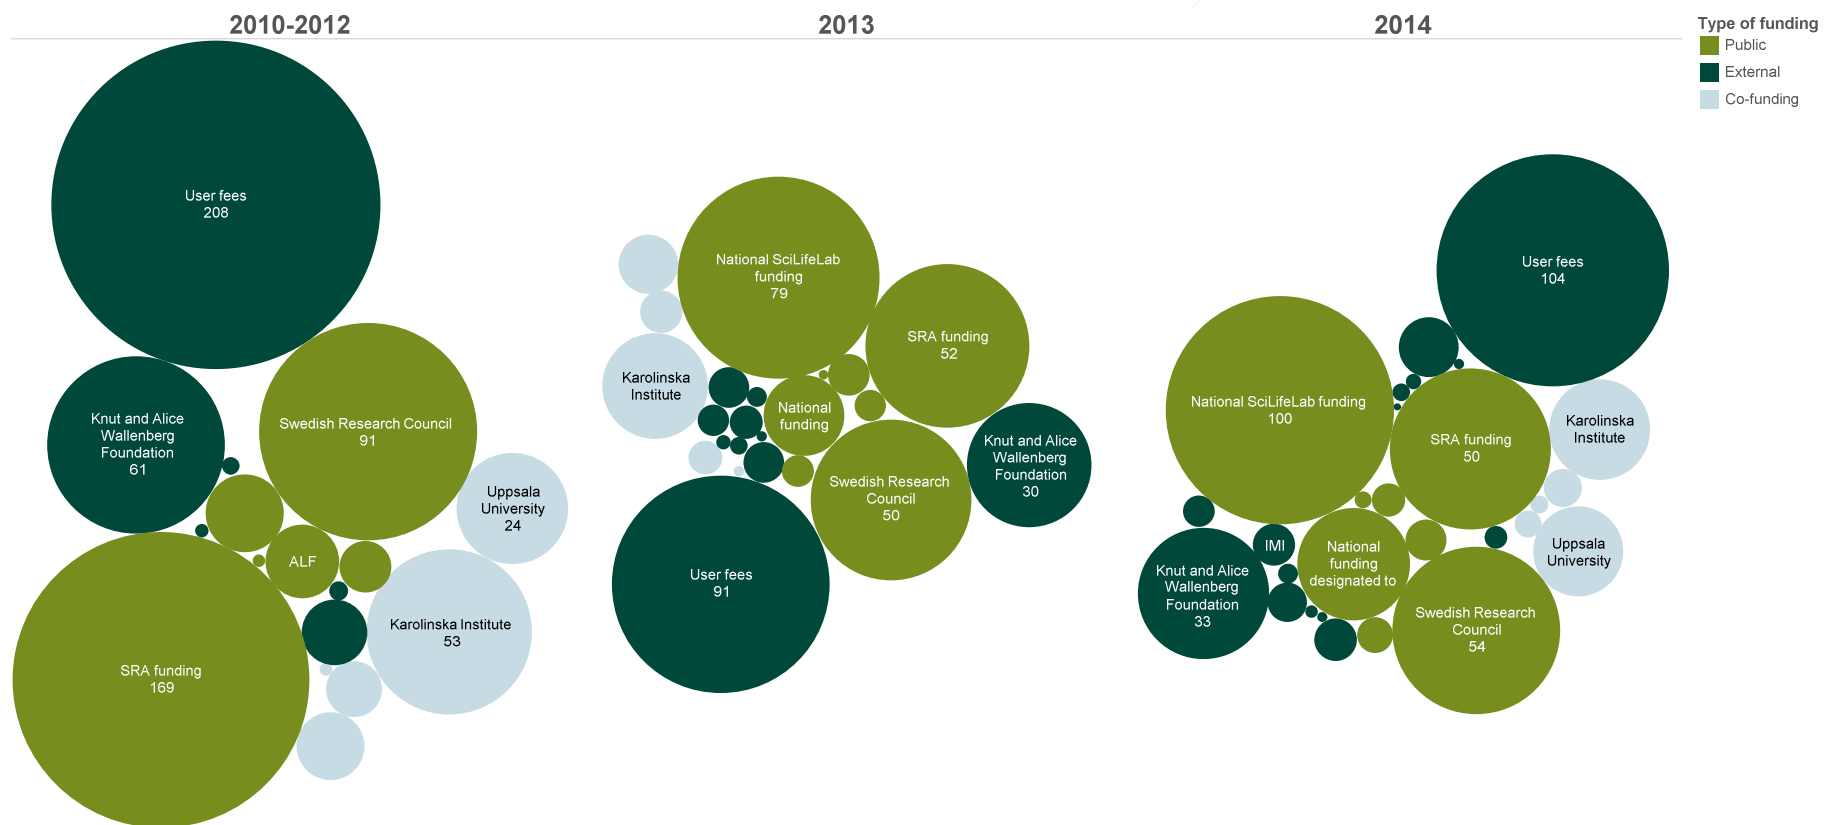 2010-2012
2013
2014
Type of funding
Public
External
Co-funding
User fees
208
Swedish Research Council
91
Knut and Alice
Wallenberg
Foundation
61
Uppsala
University
24
ALF
Karolinska Institute
53
SRA funding
169
National SciLifeLab
funding
79
SRA funding
52
Karolinska
Institute
National
funding
Knut and Alice
Wallenberg
Foundation
30
Swedish Research
Council
50
User fees
91
User fees
104
National SciLifeLab funding
100
Karolinska
Institute
SRA funding
50
IMI
National
funding
designated to
Uppsala
University
Knut and Alice
Wallenberg
Foundation
33
Swedish Research
Council
54